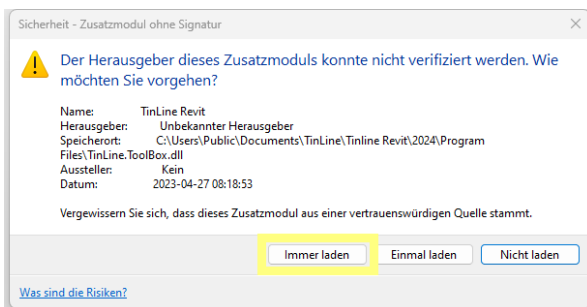 Sicherheit - Zusatzmodul ohne Signatur
Der Herausgeber dieses Zusatzmoduls konnte nicht verifiziert werden. Wie
möchten Sie vorgehen?
Name: TinLine Revit
Herausgeber: Unbekannter Herausgeber
Speicherort: C:\Users\Public\Documents\TinLine\Tinline Revit\2024\Program
Files\TinLine.ToolBox.dll
Aussteller: Kein
Datum: 2023-04-27 08:18:53
Vergewissern Sie sich, dass dieses Zusatzmodul aus einer vertrauenswürdigen Quelle stammt.
Immer laden Einmal laden Nicht laden
Was sind die Risiken?